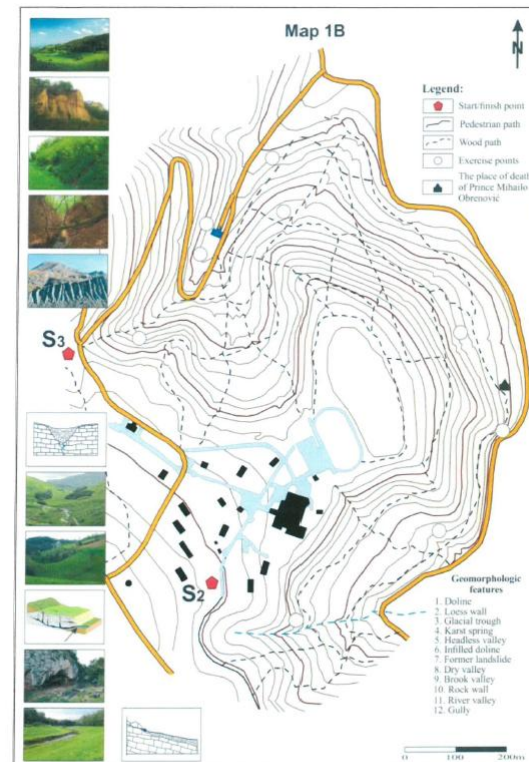 Map 1B
N
Legend:
Start/finish point
Pedestrian path
Wood path
Exercise points
The place of death
of Prince Mihailo
Obrenović
S3
S2
Geomorphologic
features
1. Doline
2. Loess wall
3. Glacial trough
4. Karst spring
5. Headless valley
6. Infilled doline
7. Former landslide
8. Dry valley
9. Brook valley
10. Rock wall
11. River valley
12. Gully
0 100 200m